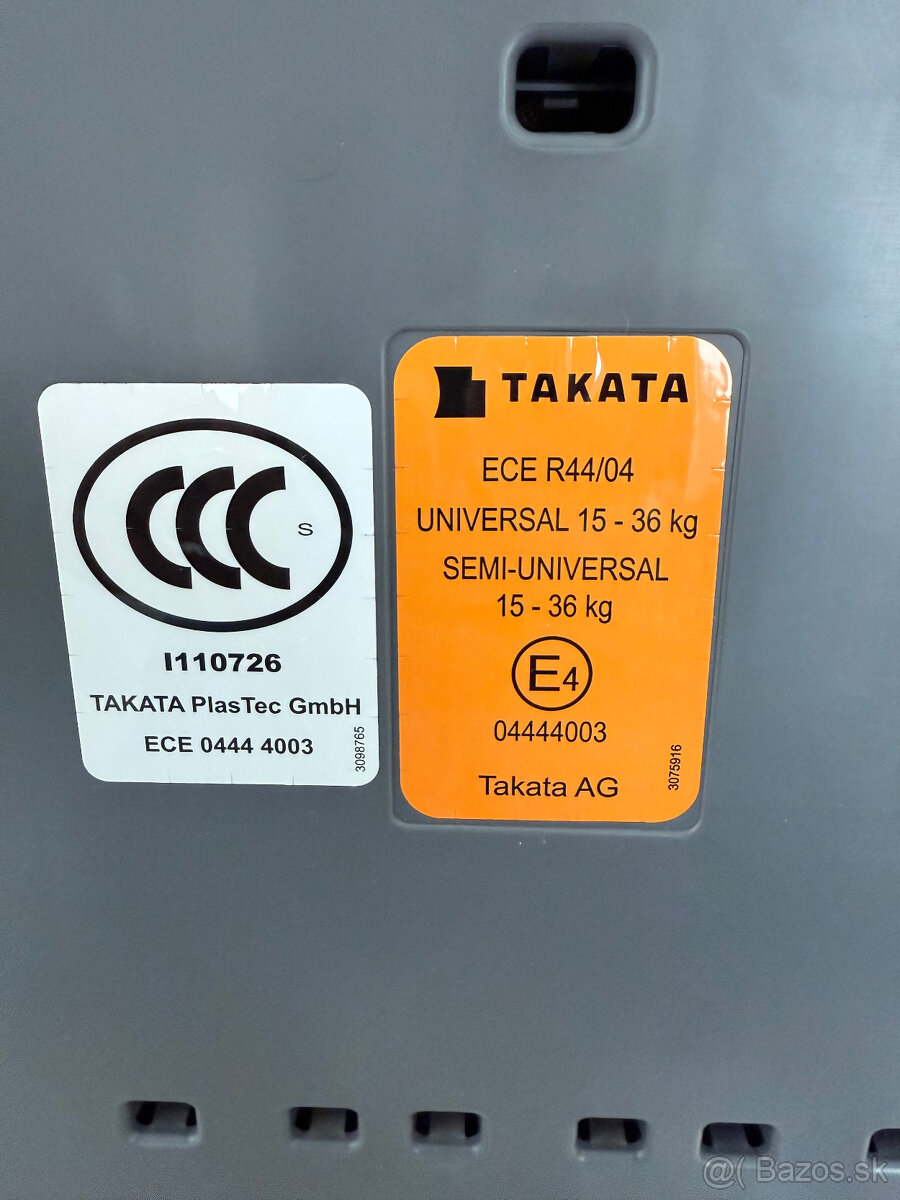 CCC S
I110726
TAKATA PlasTec GmbH
ECE 0444 4003
3098765
TAKATA
ECE R44/04
UNIVERSAL 15 - 36 kg
SEMI-UNIVERSAL
15 - 36 kg
E4
04444003
Takata AG
3075916
@( Bazos.sk